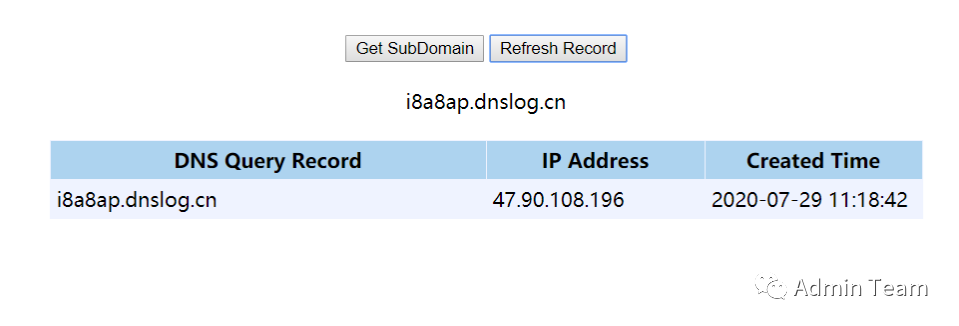 Get SubDomain Refresh Record
i8a8ap.dnslog.cn
DNS Query Record IP Address Created Time
i8a8ap.dnslog.cn 47.90.108.196 2020-07-29 11:18:42
Admin Team